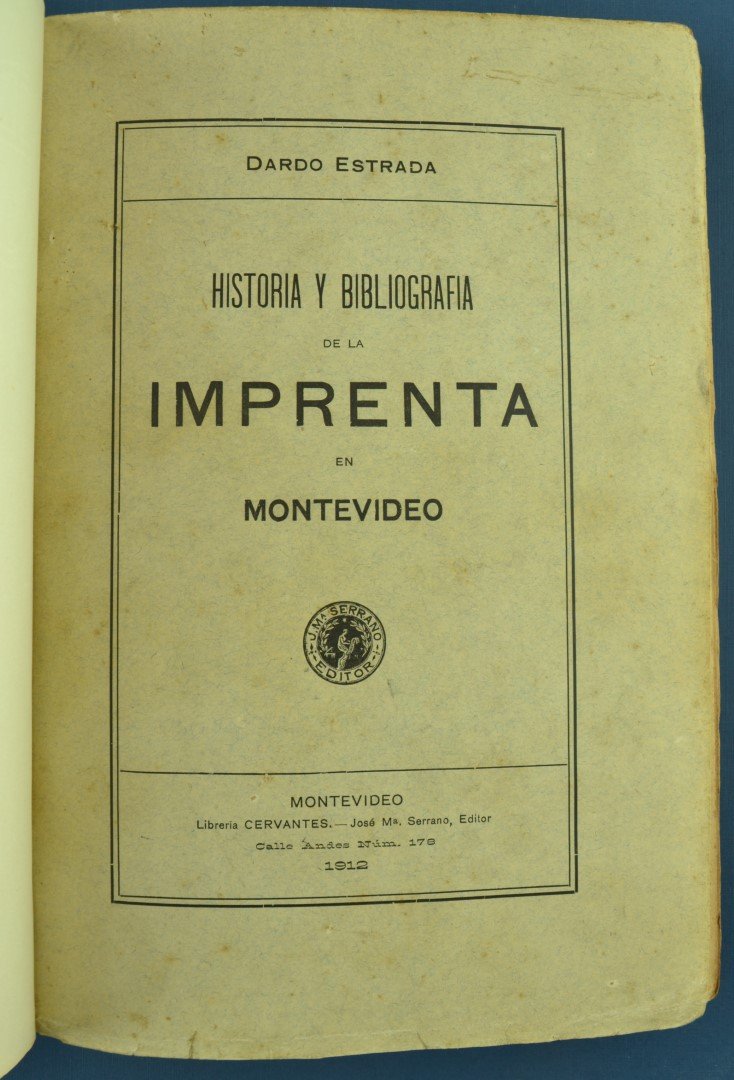 DARDO ESTRADA
HISTORIA Y BIBLIOGRAFIA
DE LA
IMPRENTA
EN
MONTEVIDEO
J. Mª SERRANO
EDITOR
MONTEVIDEO
Libreria CERVANTES.—José Mª. Serrano, Editor
Calle Andes Núm. 178
1912